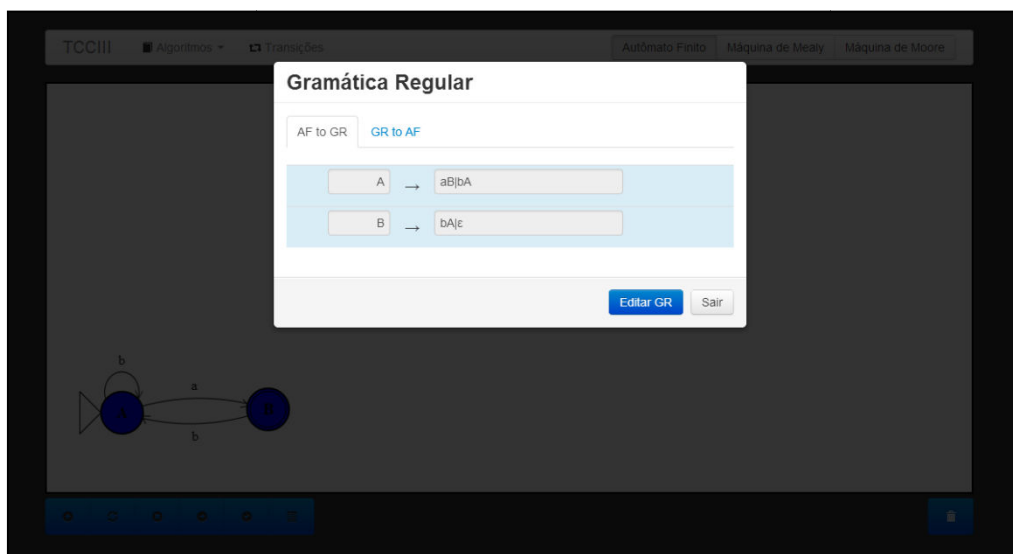 TCCIII Algoritmos Transições Autômato Finito Máquina de Mealy Máquina de Moore
Gramática Regular
AF to GR GR to AF
A → aB|bA
B → bA|ε
Editar GR Sair
b
a
A B
b